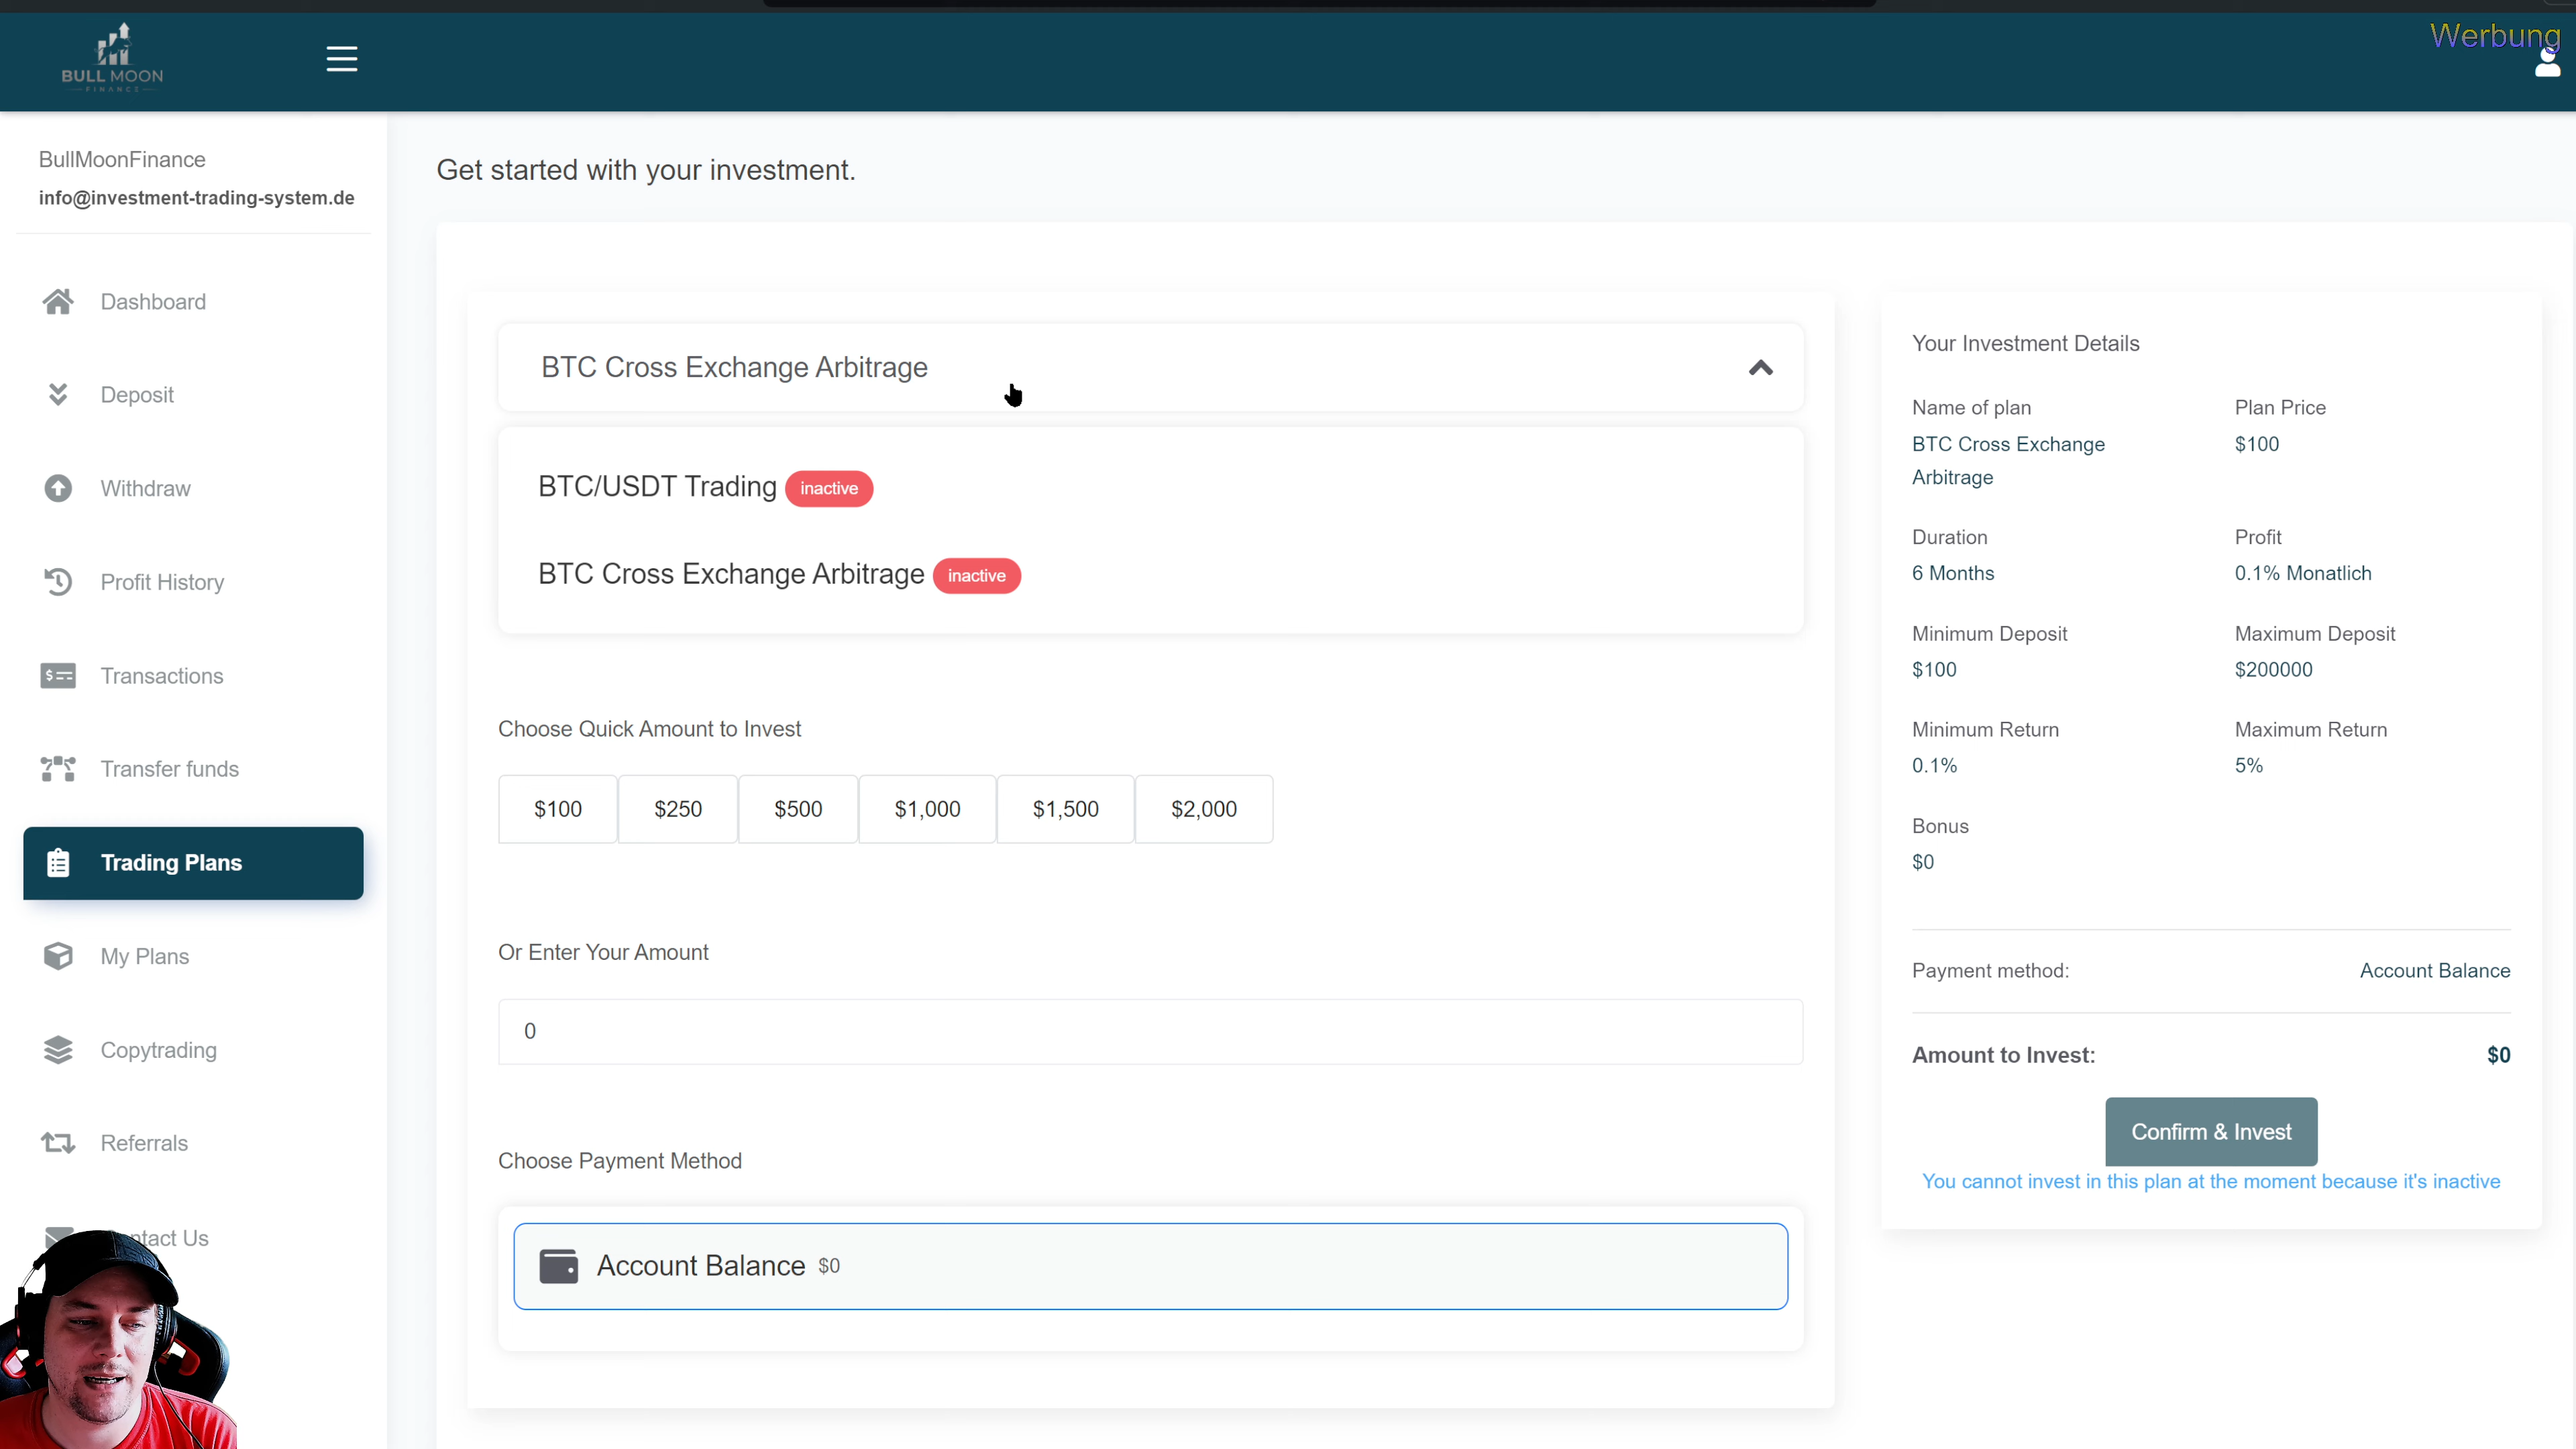 BULL MOON
FINANCE
Werbung
BullMoonFinance
info@investment-trading-system.de
Dashboard
Deposit
Withdraw
Profit History
Transactions
Transfer funds
Trading Plans
My Plans
Copytrading
Referrals
Us
Get started with your investment.
BTC Cross Exchange Arbitrage
BTC/USDT Trading inactive
BTC Cross Exchange Arbitrage inactive
Choose Quick Amount to Invest
$100 $250 $500 $1,000 $1,500 $2,000
Or Enter Your Amount
0
Choose Payment Method
Account Balance $0
Your Investment Details
Name of plan Plan Price
BTC Cross Exchange $100
Arbitrage
Duration Profit
6 Months 0.1% Monatlich
Minimum Deposit Maximum Deposit
$100 $200000
Minimum Return Maximum Return
0.1% 5%
Bonus
$0
Payment method: Account Balance
Amount to Invest: $0
Confirm & Invest
You cannot invest in this plan at the moment because it's inactive